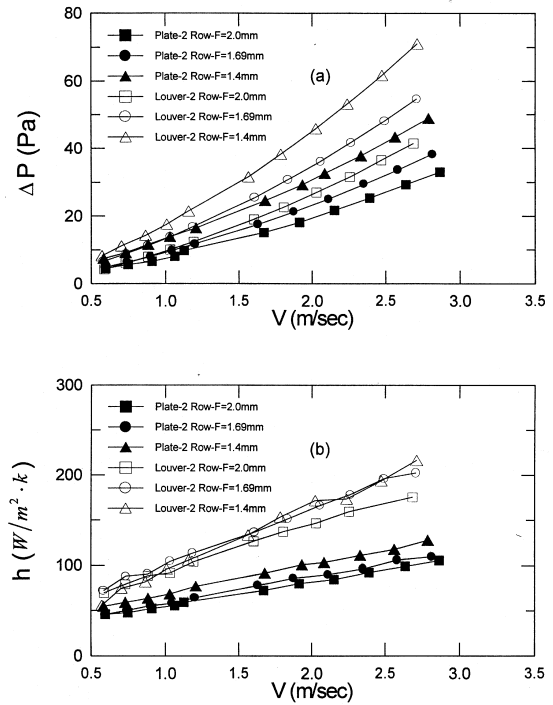 80
60
40
20
0
Δ P (Pa)
Plate-2 Row-F=2.0mm
Plate-2 Row-F=1.69mm
Plate-2 Row-F=1.4mm
Louver-2 Row-F=2.0mm
Louver-2 Row-F=1.69mm
Louver-2 Row-F=1.4mm
(a)
0.5 1.0 1.5 2.0 2.5 3.0 3.5
V (m/sec)
300
200
100
0
h (W/m²·k)
Plate-2 Row-F=2.0mm
Plate-2 Row-F=1.69mm
Plate-2 Row-F=1.4mm
Louver-2 Row-F=2.0mm
Louver-2 Row-F=1.69mm
Louver-2 Row-F=1.4mm
(b)
0.5 1.0 1.5 2.0 2.5 3.0 3.5
V (m/sec)